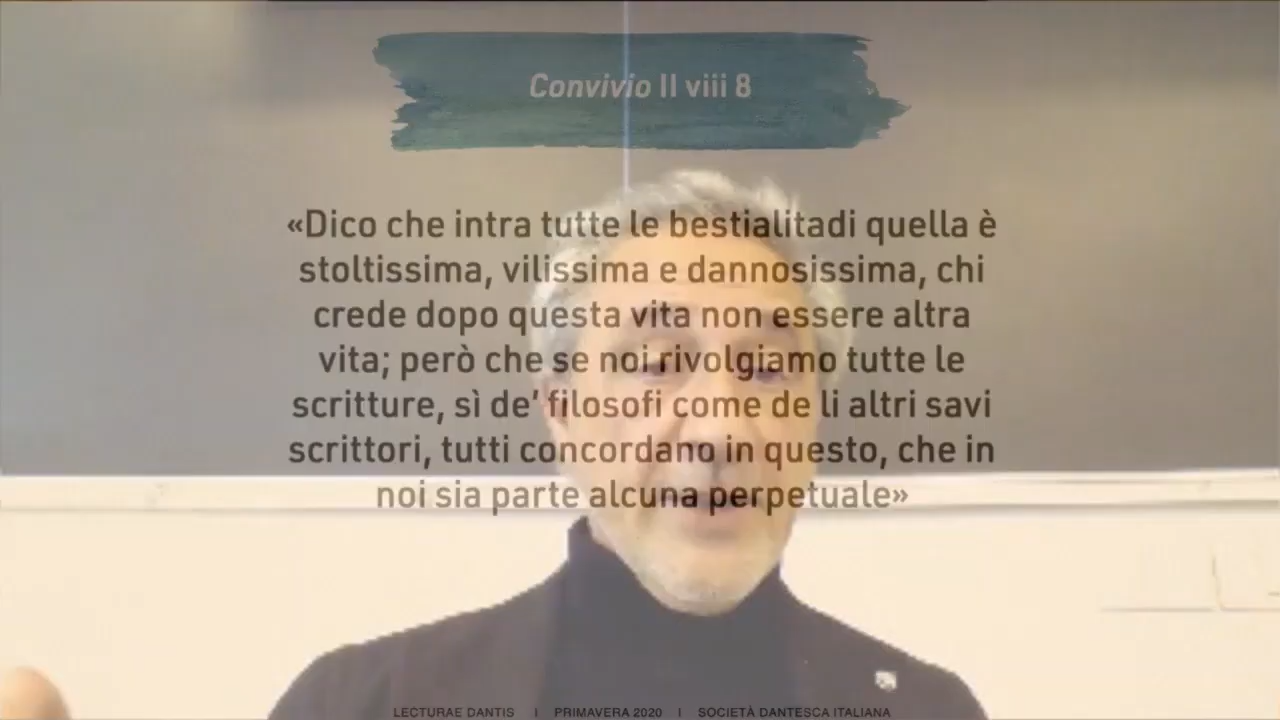 Convivio II viii 8
«Dico che intra tutte le bestialitadi quella è
stoltissima, vilissima e dannosissima, chi
crede dopo questa vita non essere altra
vita; però che se noi rivolgiamo tutte le
scritture, sì de’ filosofi come de li altri savi
scrittori, tutti concordano in questo, che in
noi sia parte alcuna perpetuale»
LECTURAE DANTIS I PRIMAVERA 2020 I SOCIETÀ DANTESCA ITALIANA